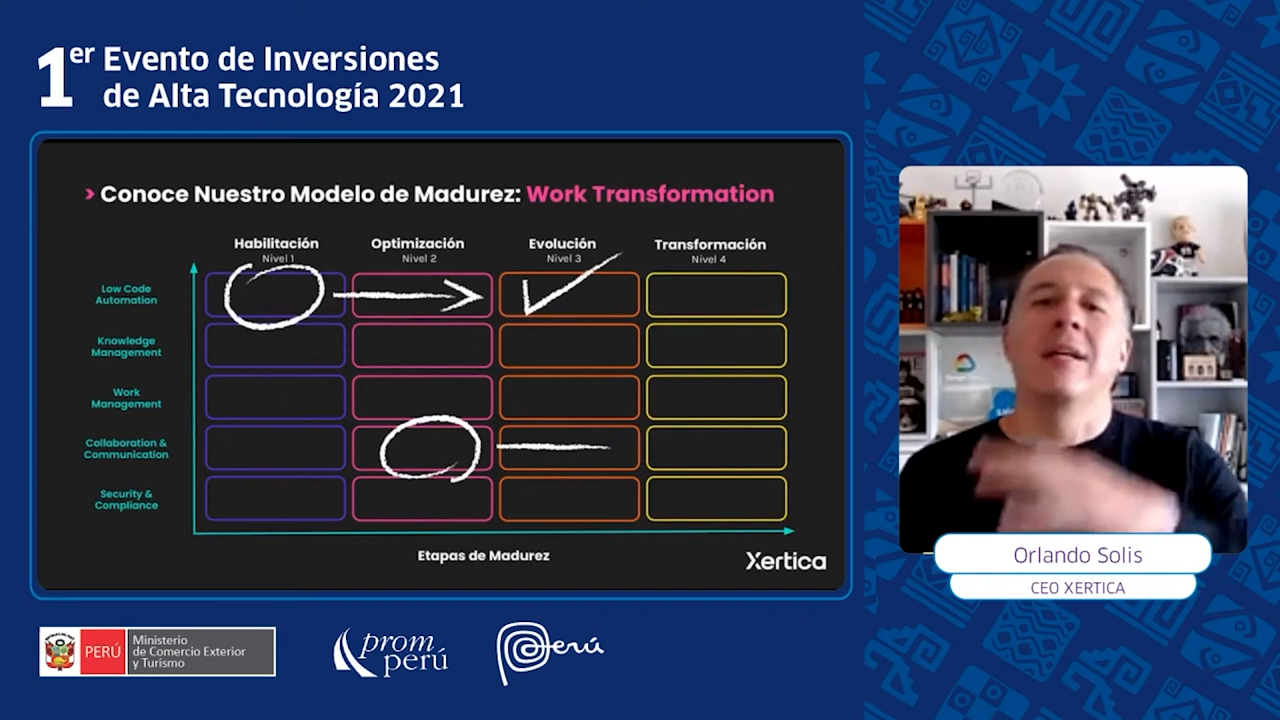 1er Evento de Inversiones
de Alta Tecnología 2021
> Conoce Nuestro Modelo de Madurez: Work Transformation
Habilitación
Nivel 1
Optimización
Nivel 2
Evolución
Nivel 3
Transformación
Nivel 4
Low Code
Automation
Knowledge
Management
Work
Management
Collaboration &
Communication
Security &
Compliance
Etapas de Madurez
Xertica
Orlando Solis
CEO XERTICA
PERÚ
Ministerio
de Comercio Exterior
y Turismo
prom
perú
Perú